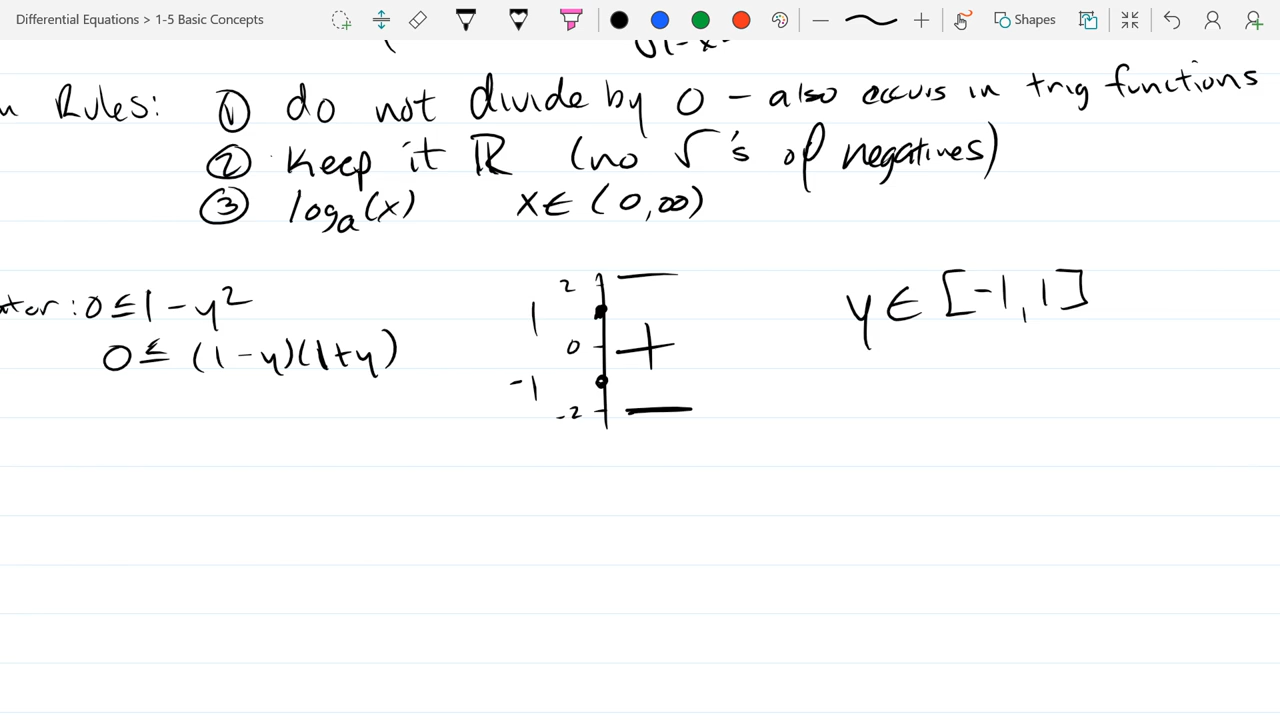 Differential Equations > 1-5 Basic Concepts
Shapes
Rules: ① do not divide by 0 - also occurs in trig functions
② Keep it ℝ (no √'s of negatives)
③ logₐ(x) x∈(0,∞)
0≤1-y²
0≤(1-y)(1+y)
2
1
0
-1
-2
+
y∈[-1,1]